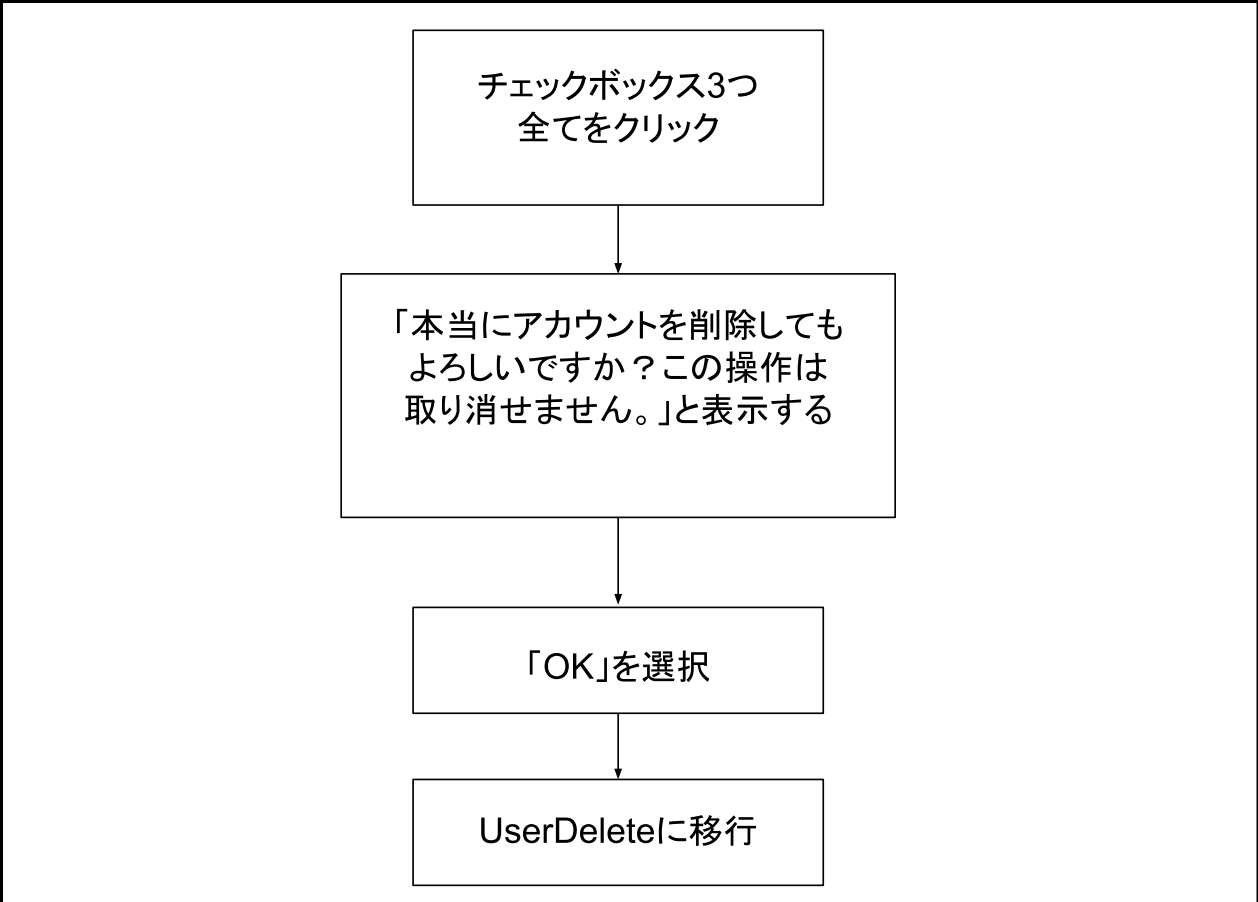 チェックボックス3つ
全てをクリック
「本当にアカウントを削除しても
よろしいですか？この操作は
取り消せません。」と表示する
「OK」を選択
UserDeleteに移行